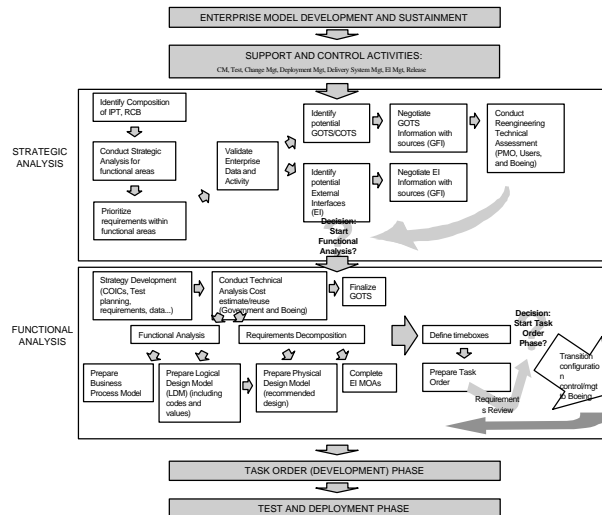 ENTERPRISE MODEL DEVELOPMENT AND SUSTAINMENT
SUPPORT AND CONTROL ACTIVITIES:
CM, Test, Change Mgt, Deployment Mgt, Delivery System Mgt, EI Mgt, Release
STRATEGIC
ANALYSIS
Identify Composition
of IPT, RCB
Conduct Strategic
Analysis for
functional areas
Prioritize
requirements within
functional areas
Validate
Enterprise
Data and
Activity
Identify
potential
GOTS/COTS
Negotiate
GOTS
Information with
sources (GFI)
Conduct
Reengineering
Technical
Assessment
(PMO, Users,
and Boeing)
Identify
potential
External
Interfaces
(EI)
Negotiate EI
Information with
sources (GFI)
Decision:
Start
Functional
Analysis?
FUNCTIONAL
ANALYSIS
Strategy Development
(COICs, Test
planning,
requirements, data...)
Conduct Technical
Analysis Cost
estimate/reuse
(Government and Boeing)
Finalize
GOTS
Functional Analysis
Requirements Decomposition
Define timeboxes
Decision:
Start Task
Order
Phase?
Prepare
Business
Process Model
Prepare Logical
Design Model
(LDM) (including
codes and
values)
Prepare Physical
Design Model
(recommended
design)
Complete
EI MOAs
Prepare Task
Order
Requirement
s Review
Transition
configuratio
n
control/mgt
to Boeing
TASK ORDER (DEVELOPMENT) PHASE
TEST AND DEPLOYMENT PHASE